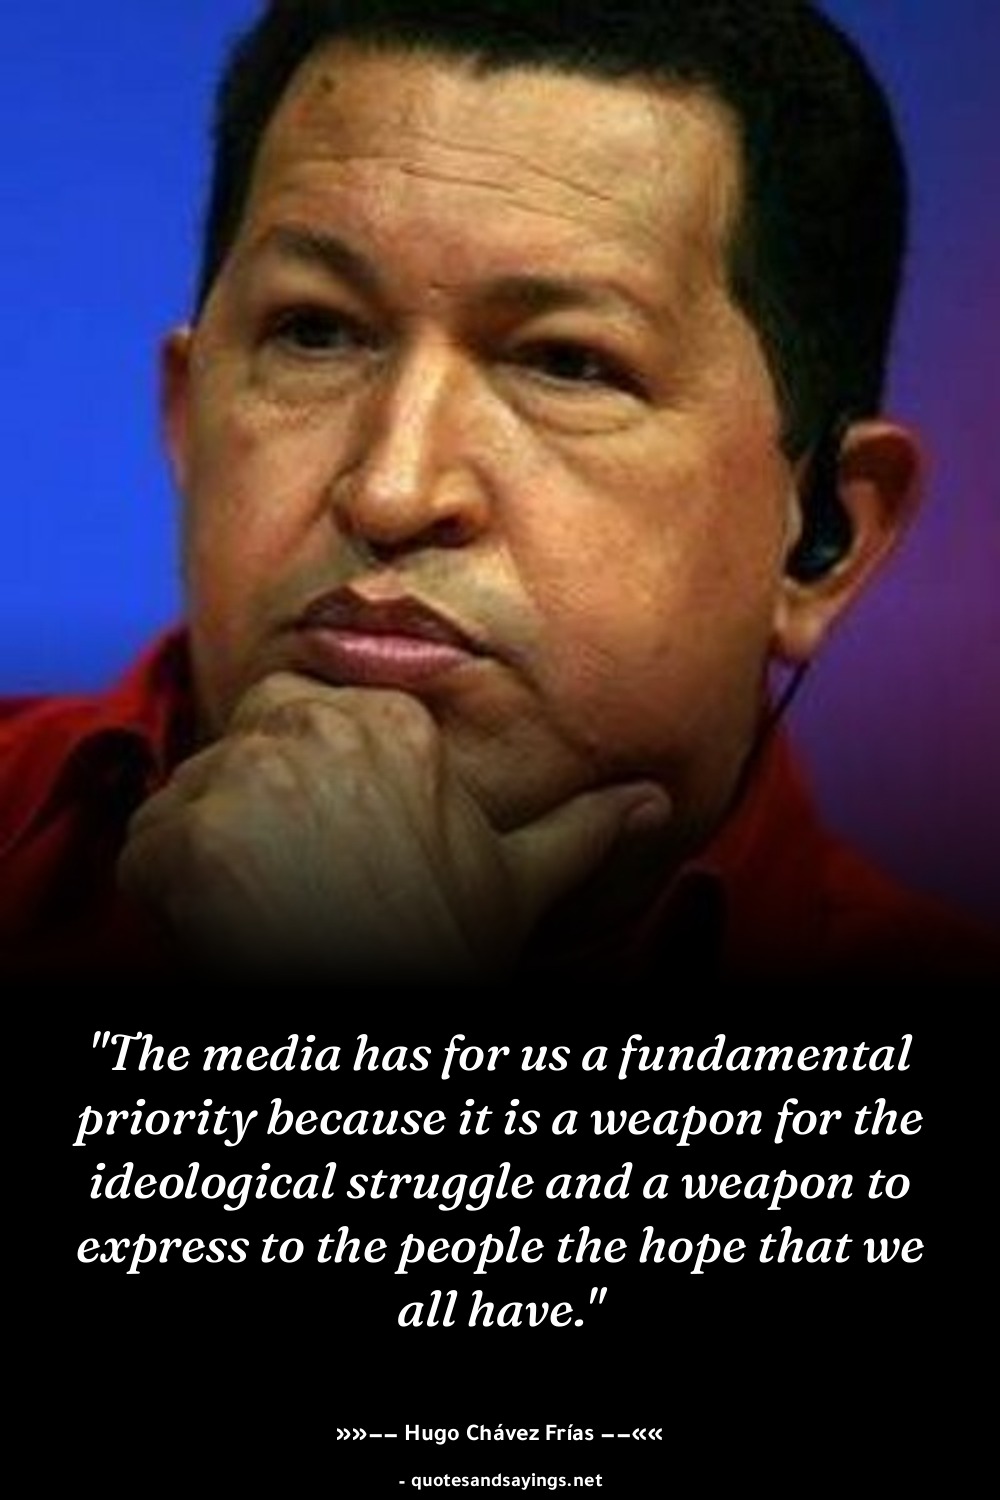 "The media has for us a fundamental
priority because it is a weapon for the
ideological struggle and a weapon to
express to the people the hope that we
all have."
»»–– Hugo Chávez Frías ––««
- quotesandsayings.net